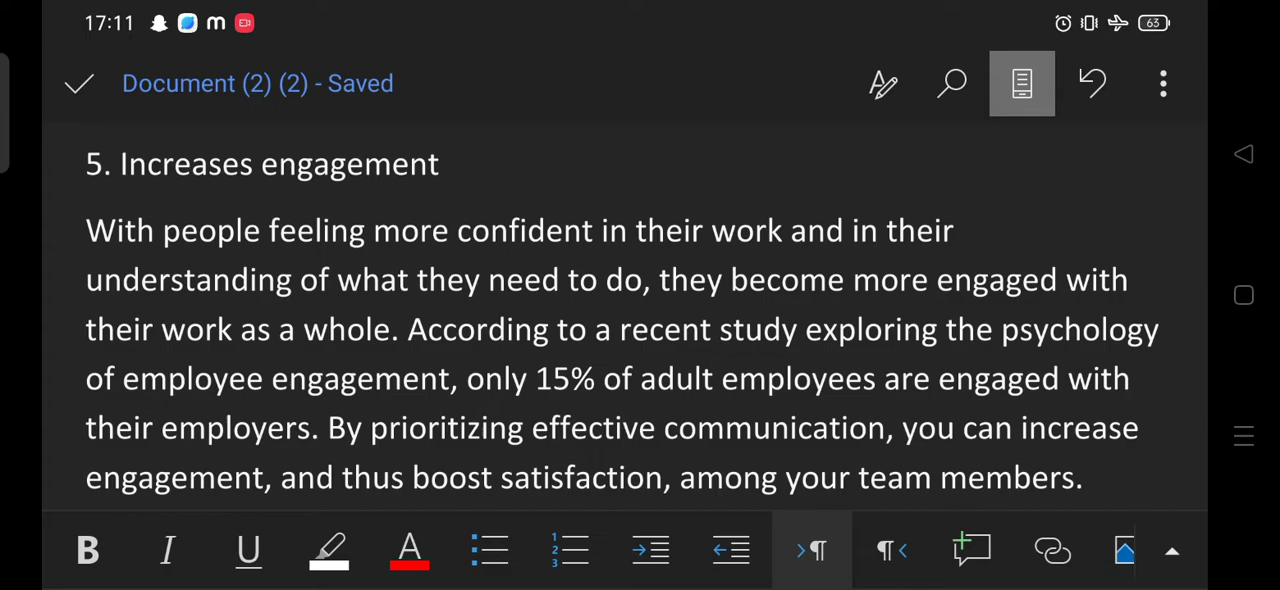 17:11 m 63
Document (2) (2) - Saved
5. Increases engagement
With people feeling more confident in their work and in their
understanding of what they need to do, they become more engaged with
their work as a whole. According to a recent study exploring the psychology
of employee engagement, only 15% of adult employees are engaged with
their employers. By prioritizing effective communication, you can increase
engagement, and thus boost satisfaction, among your team members.
B I U A 1 2 3